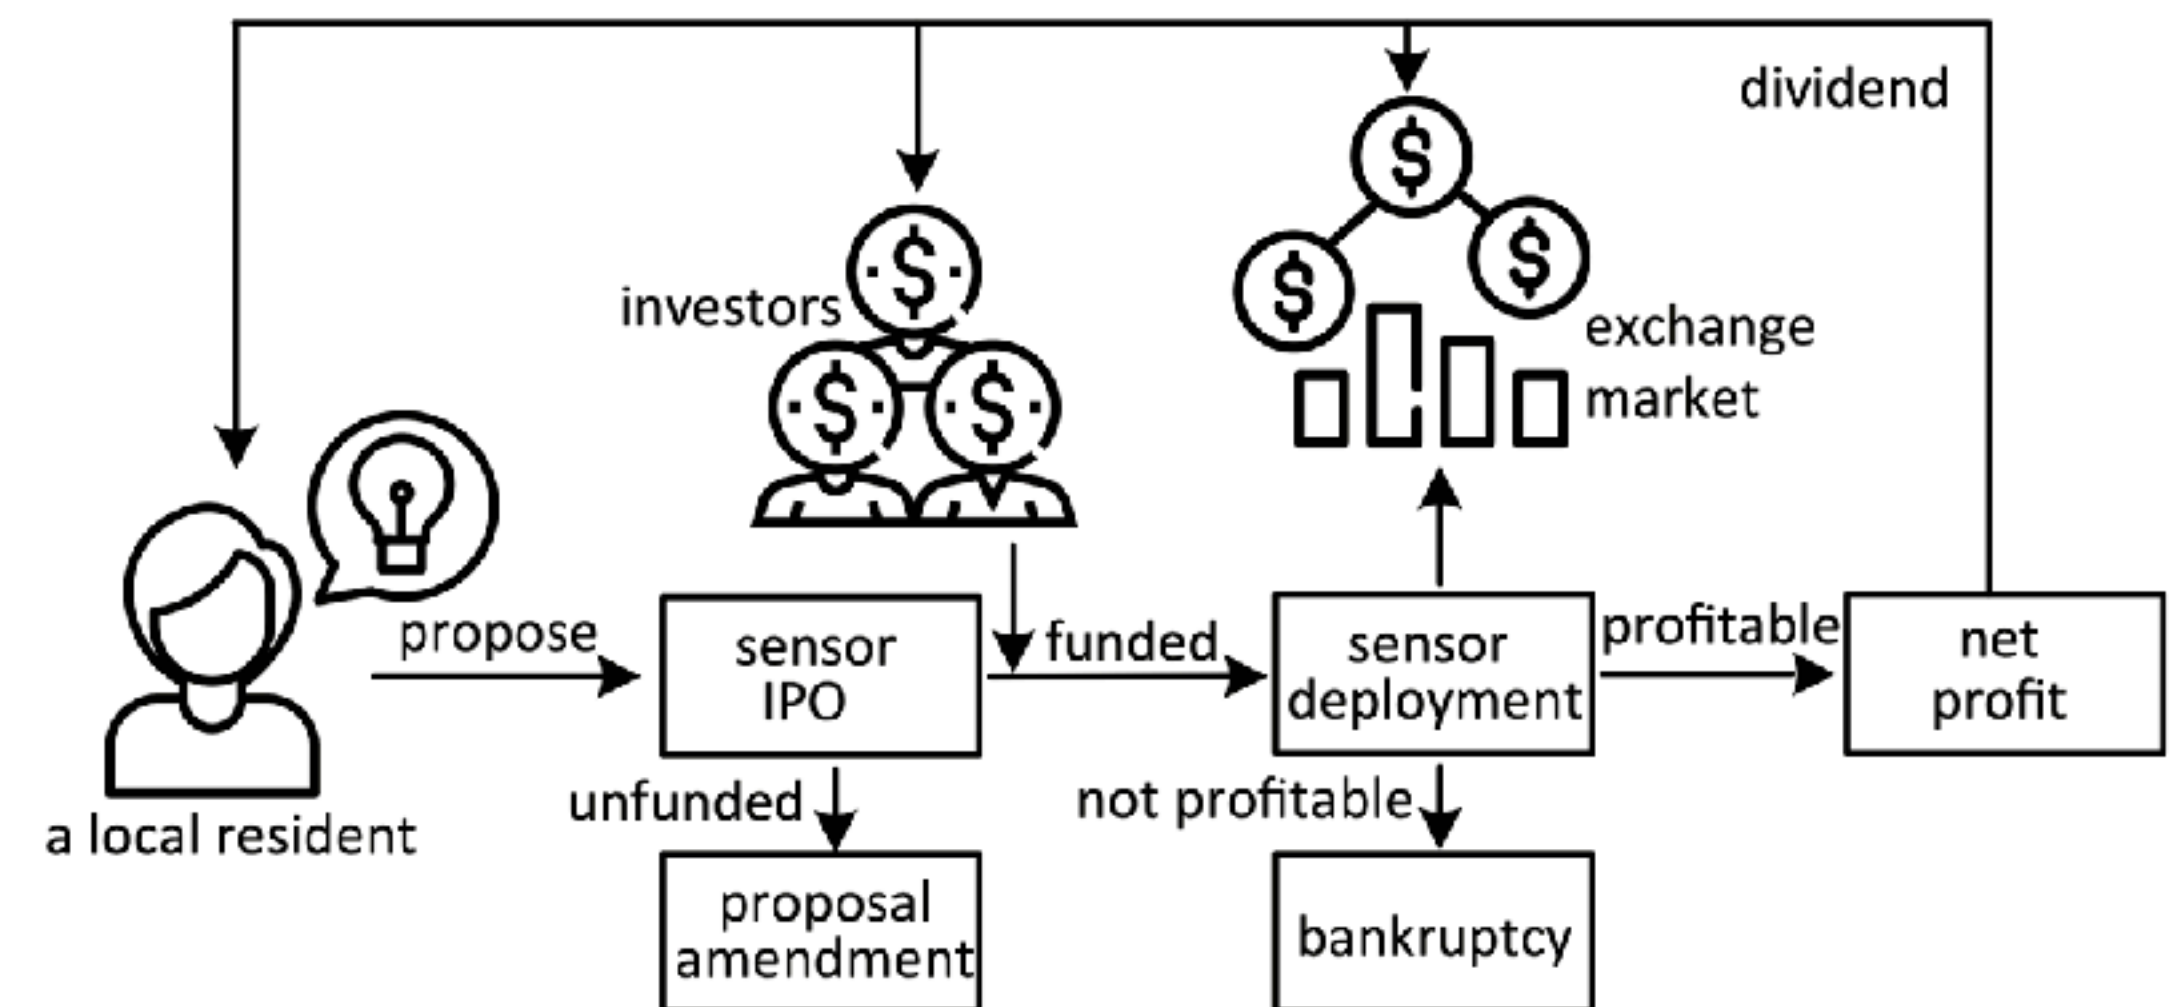 dividend
investors
exchange
market
propose
sensor
IPO
funded
sensor
deployment
profitable
net
profit
a local resident
unfunded
not profitable
proposal
amendment
bankruptcy
$
$
$
$
$
$